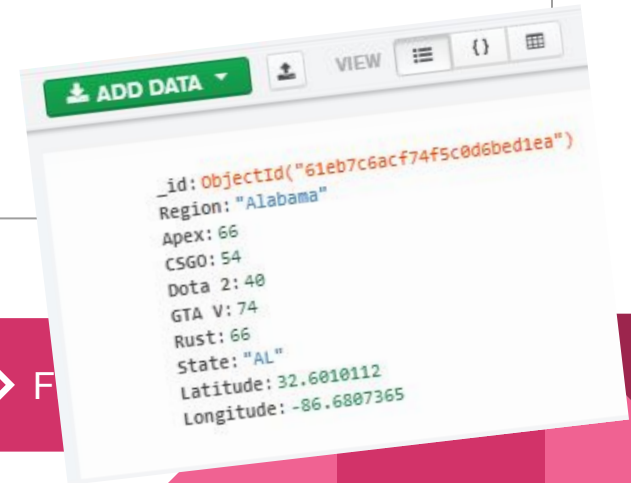 ADD DATA VIEW {}
_id: ObjectId("61eb7c6acf74f5c0d6bed1ea")
Region: "Alabama"
Apex: 66
CSGO: 54
Dota 2: 40
GTA V: 74
Rust: 66
State: "AL"
Latitude: 32.6010112
Longitude: -86.6807365
F